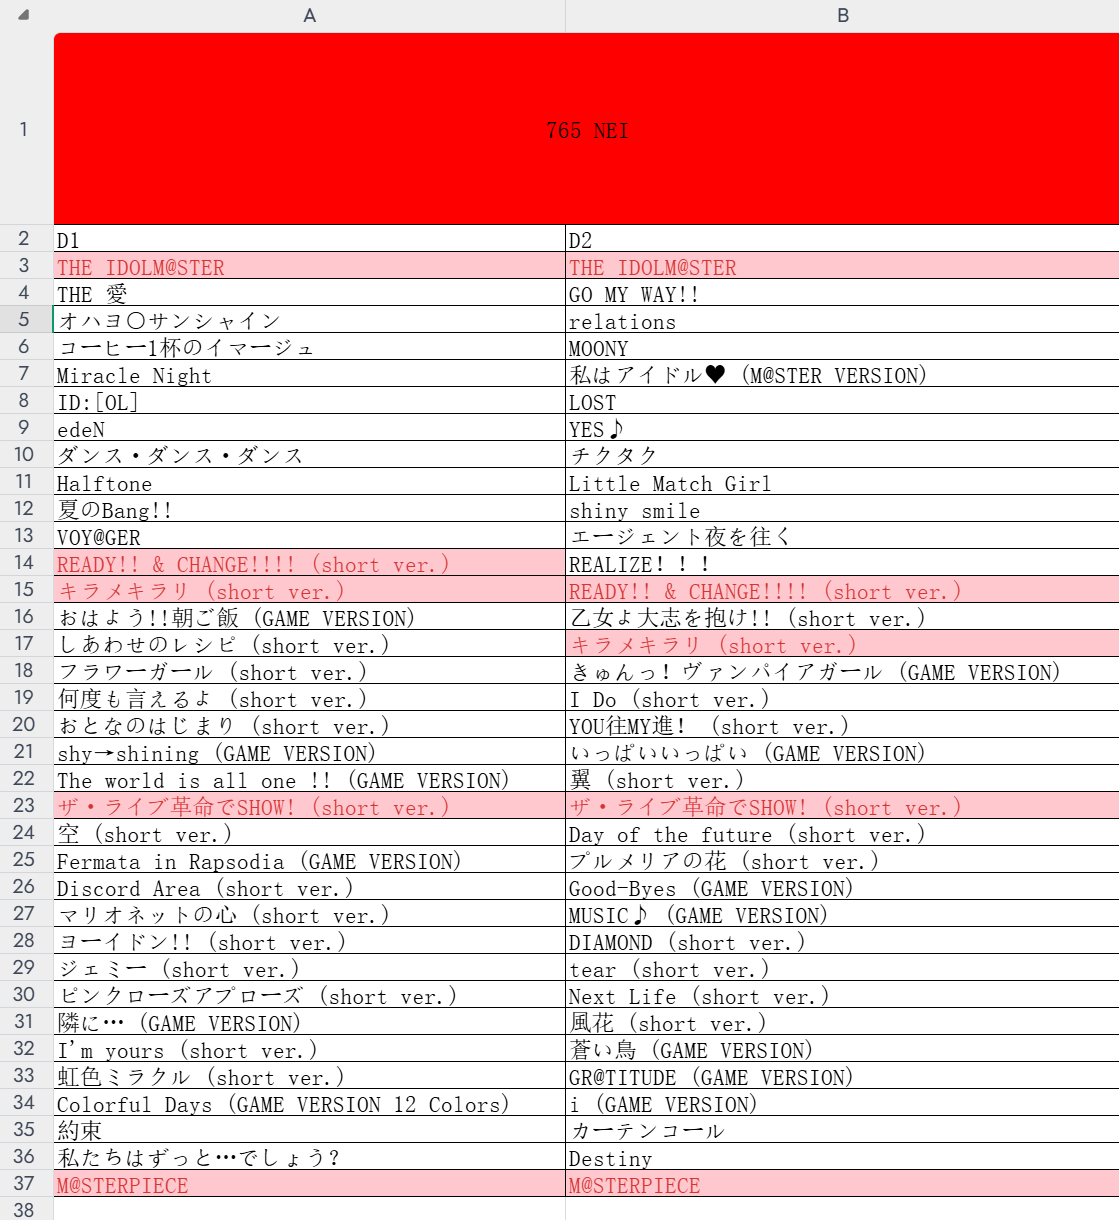 A B
1 765 NEI
2 D1 D2
3 THE IDOLM@STER THE IDOLM@STER
4 THE 愛 GO MY WAY!!
5 オハヨ〇サンシャイン relations
6 コーヒー1杯のイマージュ MOONY
7 Miracle Night 私はアイドル♥ (M@STER VERSION)
8 ID:[OL] LOST
9 edeN YES♪
10 ダンス・ダンス・ダンス チクタク
11 Halftone Little Match Girl
12 夏のBang!! shiny smile
13 VOY@GER エージェント夜を往く
14 READY!! & CHANGE!!!! (short ver.) REALIZE!!!
15 キラメキラリ (short ver.) READY!! & CHANGE!!!! (short ver.)
16 おはよう!!朝ご飯 (GAME VERSION) 乙女よ大志を抱け!! (short ver.)
17 しあわせのレシピ (short ver.) キラメキラリ (short ver.)
18 フラワーガール (short ver.) きゅんっ!ヴァンパイアガール (GAME VERSION)
19 何度も言えるよ (short ver.) I Do (short ver.)
20 おとなのはじまり (short ver.) YOU往MY進! (short ver.)
21 shy→shining (GAME VERSION) いっぱいいっぱい (GAME VERSION)
22 The world is all one !! (GAME VERSION) 翼 (short ver.)
23 ザ・ライブ革命でSHOW! (short ver.) ザ・ライブ革命でSHOW! (short ver.)
24 空 (short ver.) Day of the future (short ver.)
25 Fermata in Rapsodia (GAME VERSION) プルメリアの花 (short ver.)
26 Discord Area (short ver.) Good-Byes (GAME VERSION)
27 マリオネットの心 (short ver.) MUSIC♪ (GAME VERSION)
28 ヨーイドン!! (short ver.) DIAMOND (short ver.)
29 ジェミー (short ver.) tear (short ver.)
30 ピンクローズアプローズ (short ver.) Next Life (short ver.)
31 隣に… (GAME VERSION) 風花 (short ver.)
32 I'm yours (short ver.) 蒼い鳥 (GAME VERSION)
33 虹色ミラクル (short ver.) GR@TITUDE (GAME VERSION)
34 Colorful Days (GAME VERSION 12 Colors) i (GAME VERSION)
35 約束 カーテンコール
36 私たちはずっと…でしょう? Destiny
37 M@STERPIECE M@STERPIECE
38